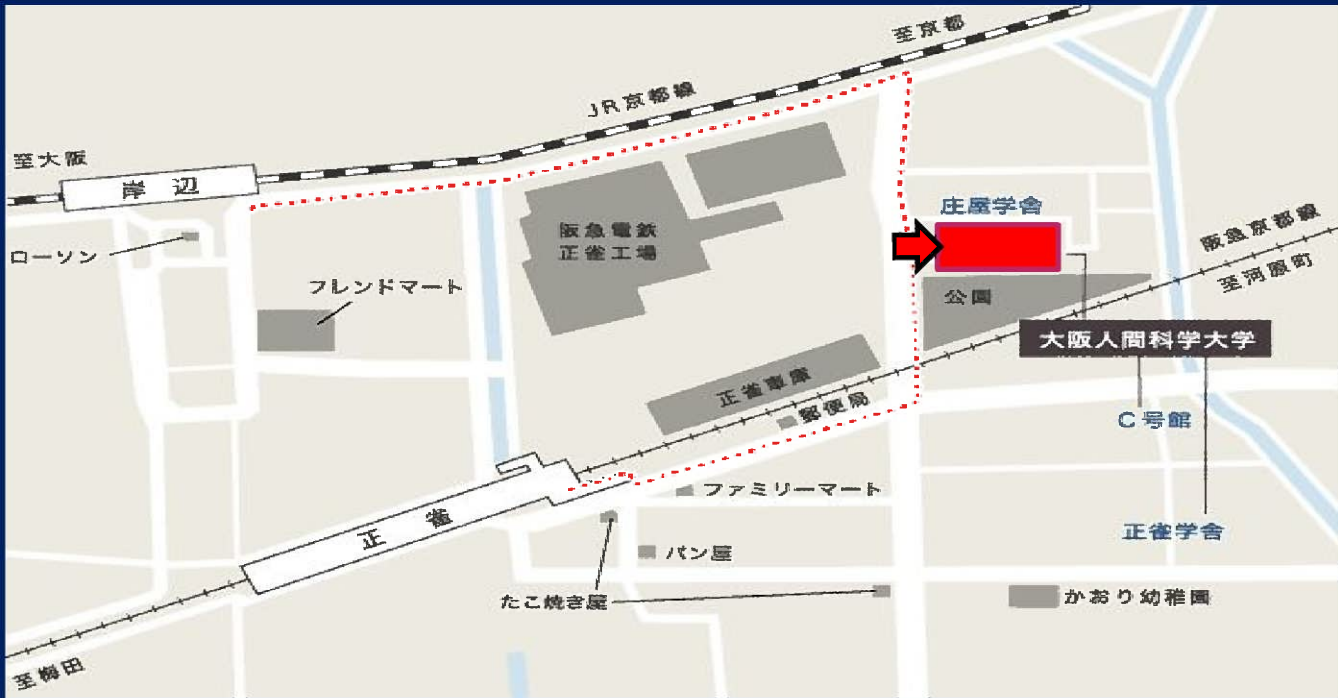 至京都
JR京都線
至大阪
岸辺
庄屋学舎
阪急電鉄
正雀工場
ローソン
阪急京都線
至河原町
フレンドマート
公園
大阪人間科学大学
正雀車庫
郵便局
C号館
ファミリーマート
正雀
正雀学舎
パン屋
たこ焼き屋
かおり幼稚園
至梅田